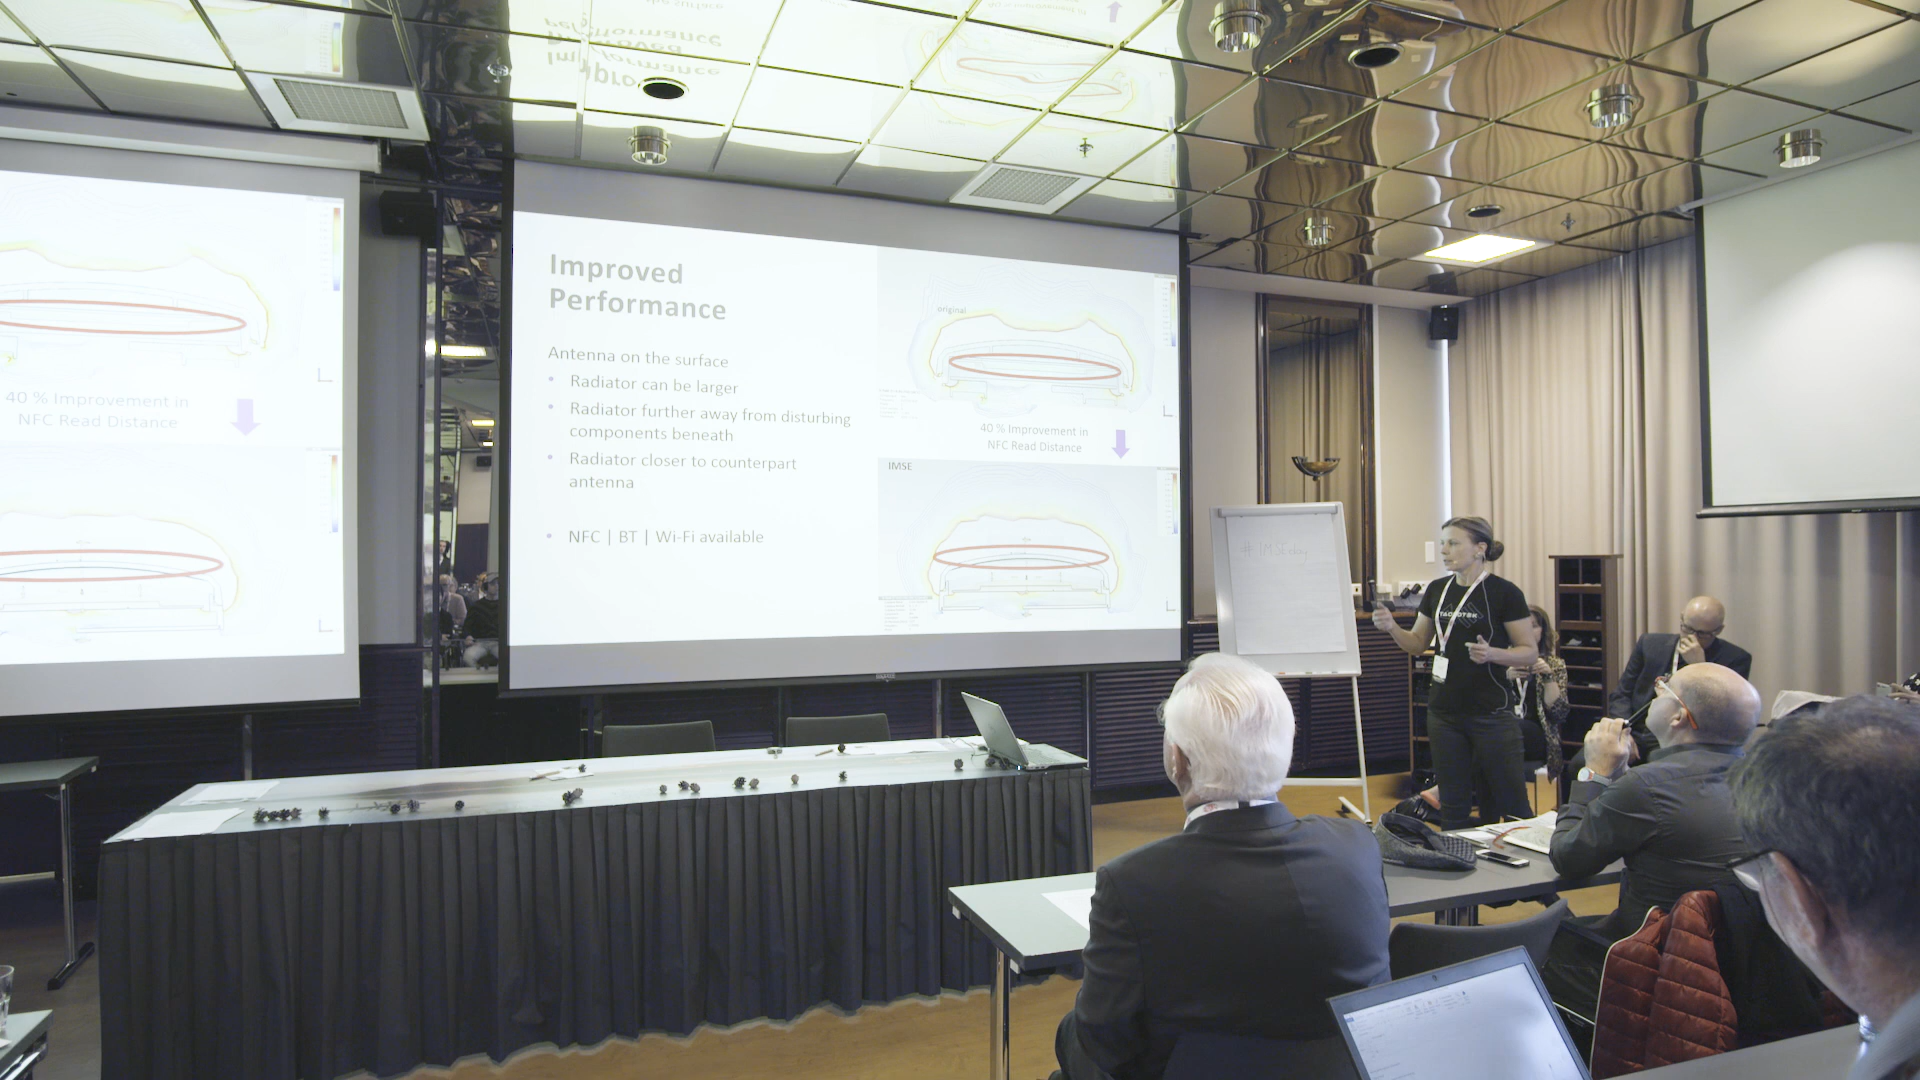 40 % Improvement in
NFC Read Distance
Improved
Performance
Antenna on the surface
• Radiator can be larger
• Radiator further away from disturbing
components beneath
• Radiator closer to counterpart
antenna
• NFC | BT | Wi-Fi available
original
40 % Improvement in
NFC Read Distance
IMSE
# IMSEday
TACTOTEK